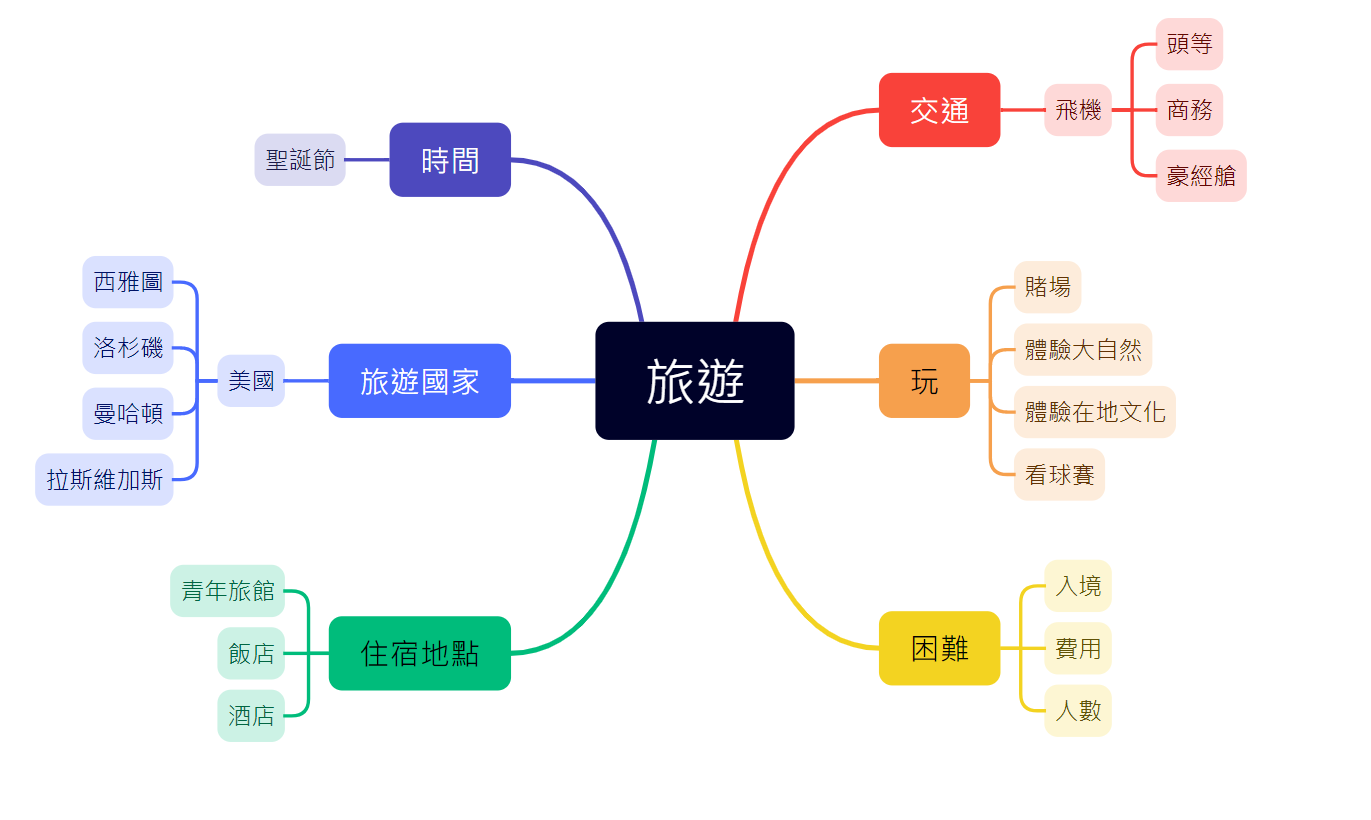 旅遊
交通
飛機
頭等
商務
豪經艙
玩
賭場
體驗大自然
體驗在地文化
看球賽
困難
入境
費用
人數
時間
聖誕節
旅遊國家
美國
西雅圖
洛杉磯
曼哈頓
拉斯維加斯
住宿地點
青年旅館
飯店
酒店